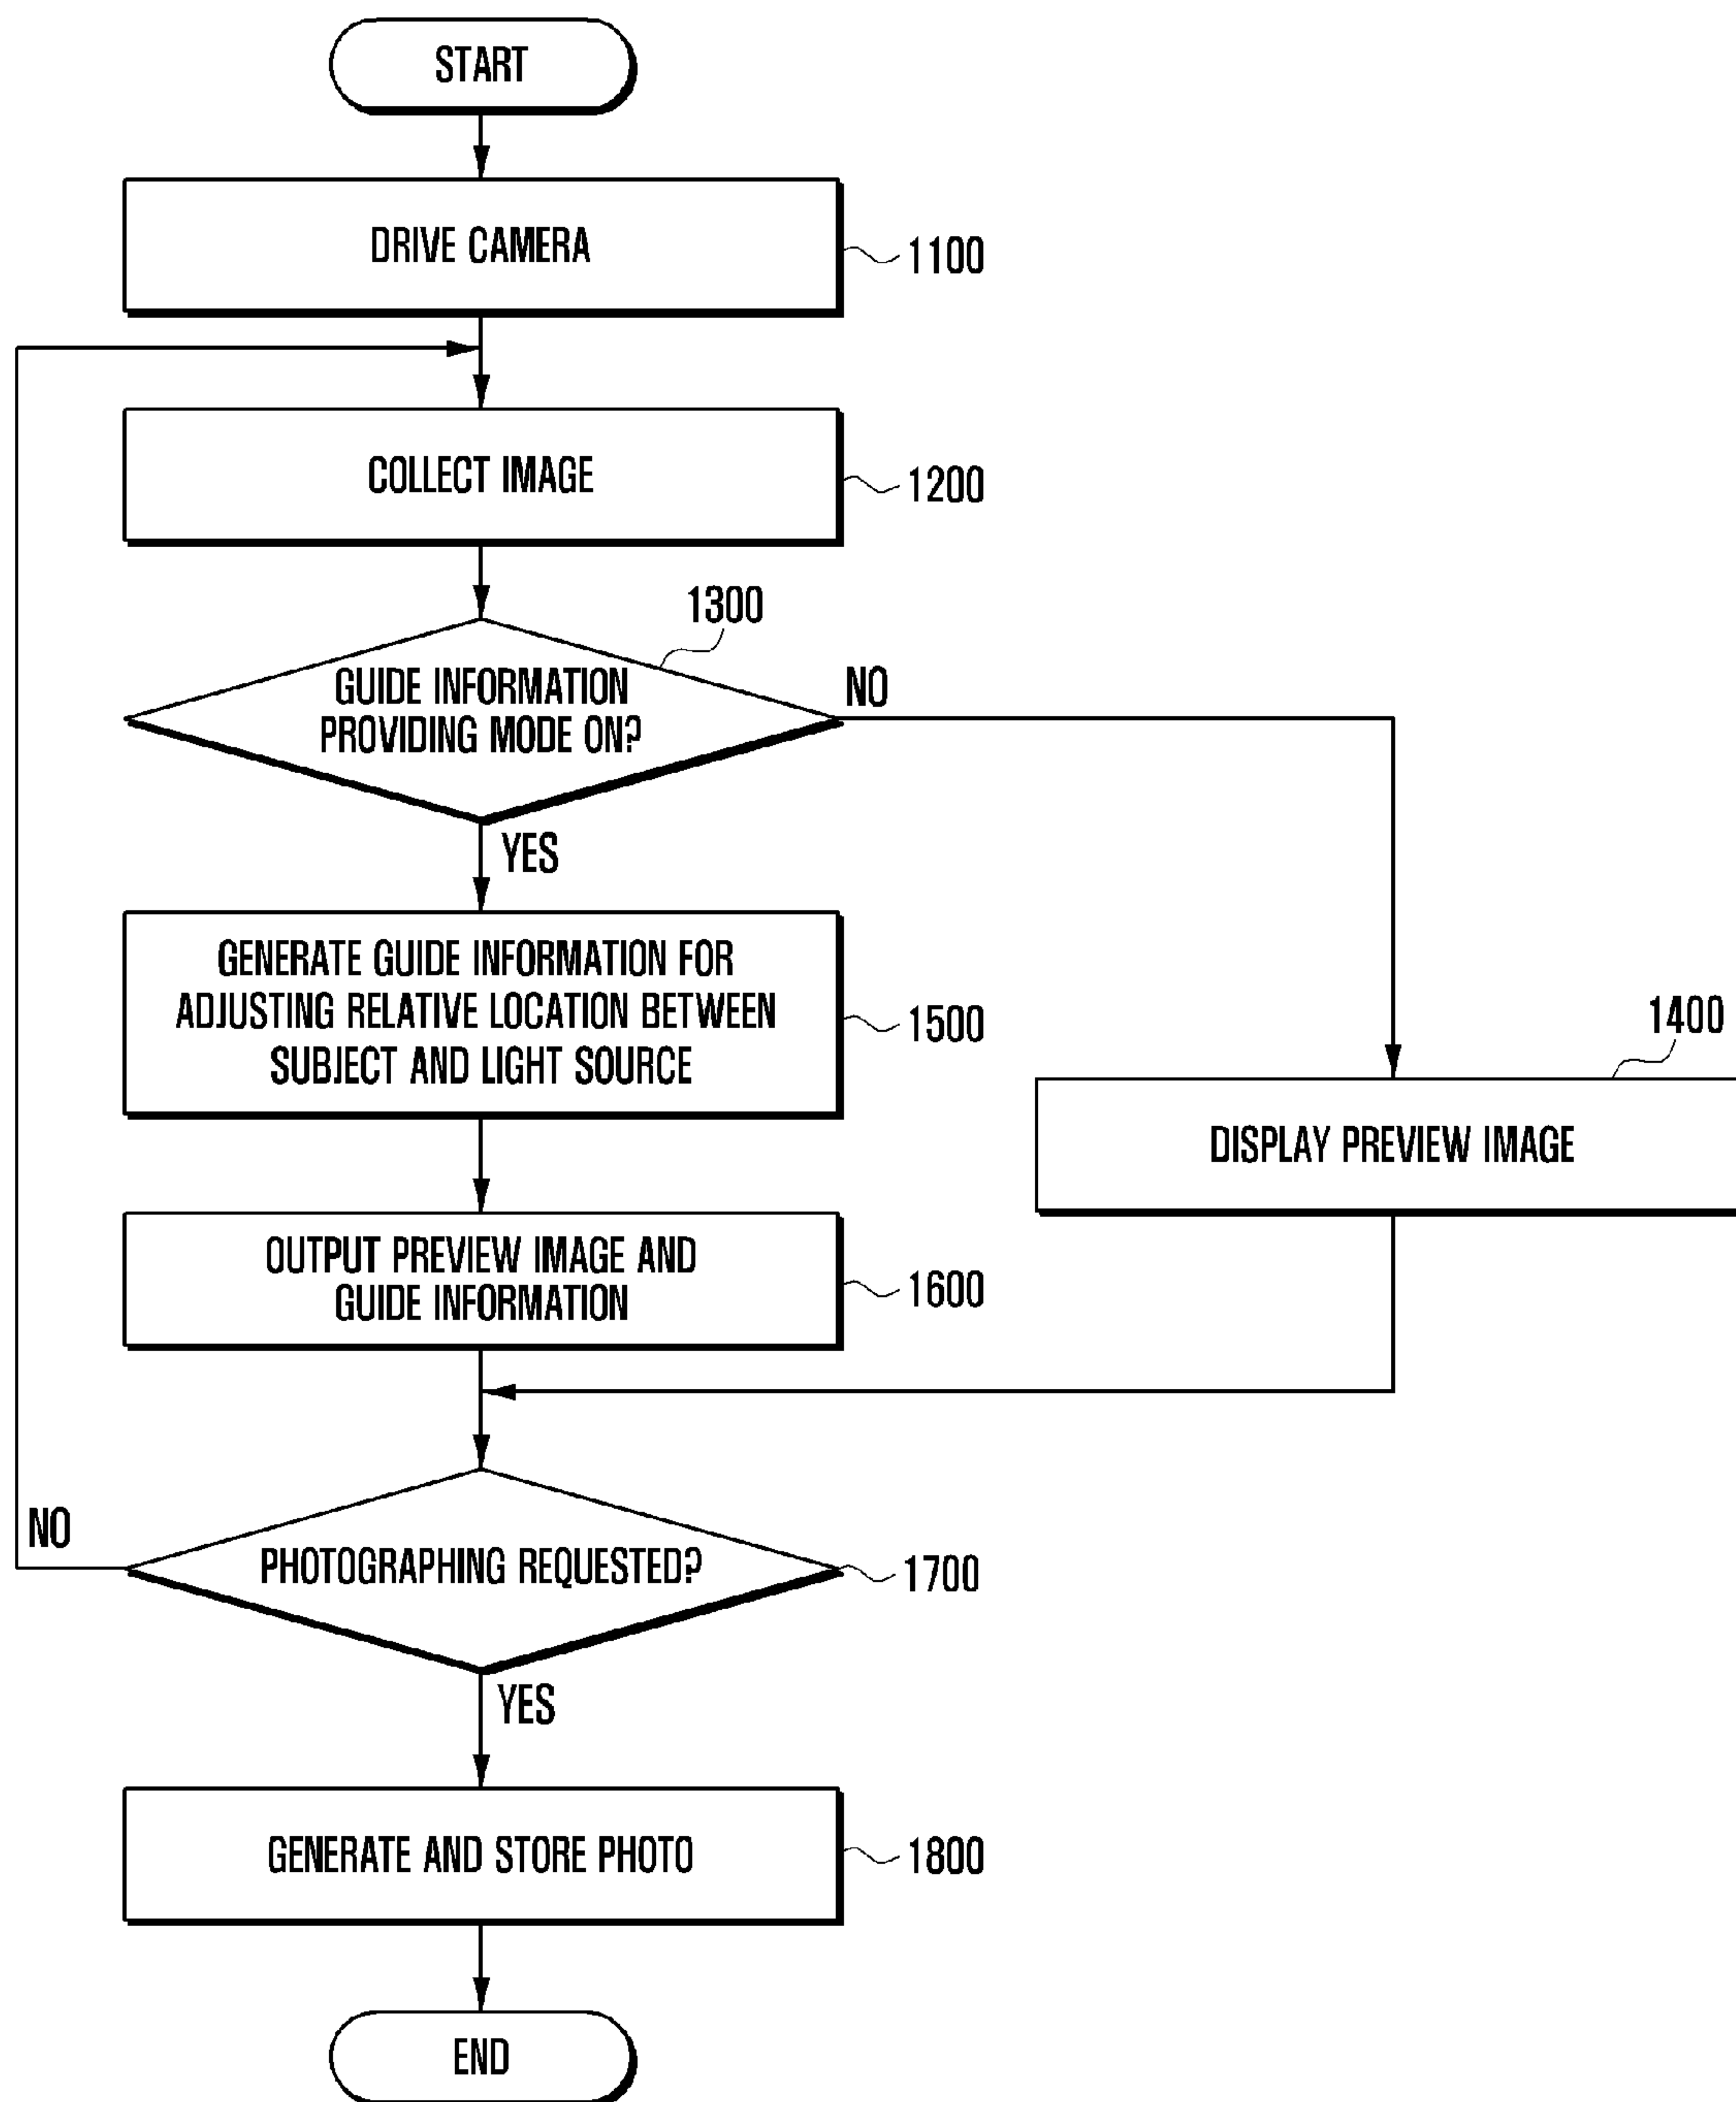 START
DRIVE CAMERA
1100
COLLECT IMAGE
1200
1300
GUIDE INFORMATION
PROVIDING MODE ON?
NO
YES
GENERATE GUIDE INFORMATION FOR
ADJUSTING RELATIVE LOCATION BETWEEN
SUBJECT AND LIGHT SOURCE
1500
1400
DISPLAY PREVIEW IMAGE
OUTPUT PREVIEW IMAGE AND
GUIDE INFORMATION
1600
NO
PHOTOGRAPHING REQUESTED?
1700
YES
GENERATE AND STORE PHOTO
1800
END